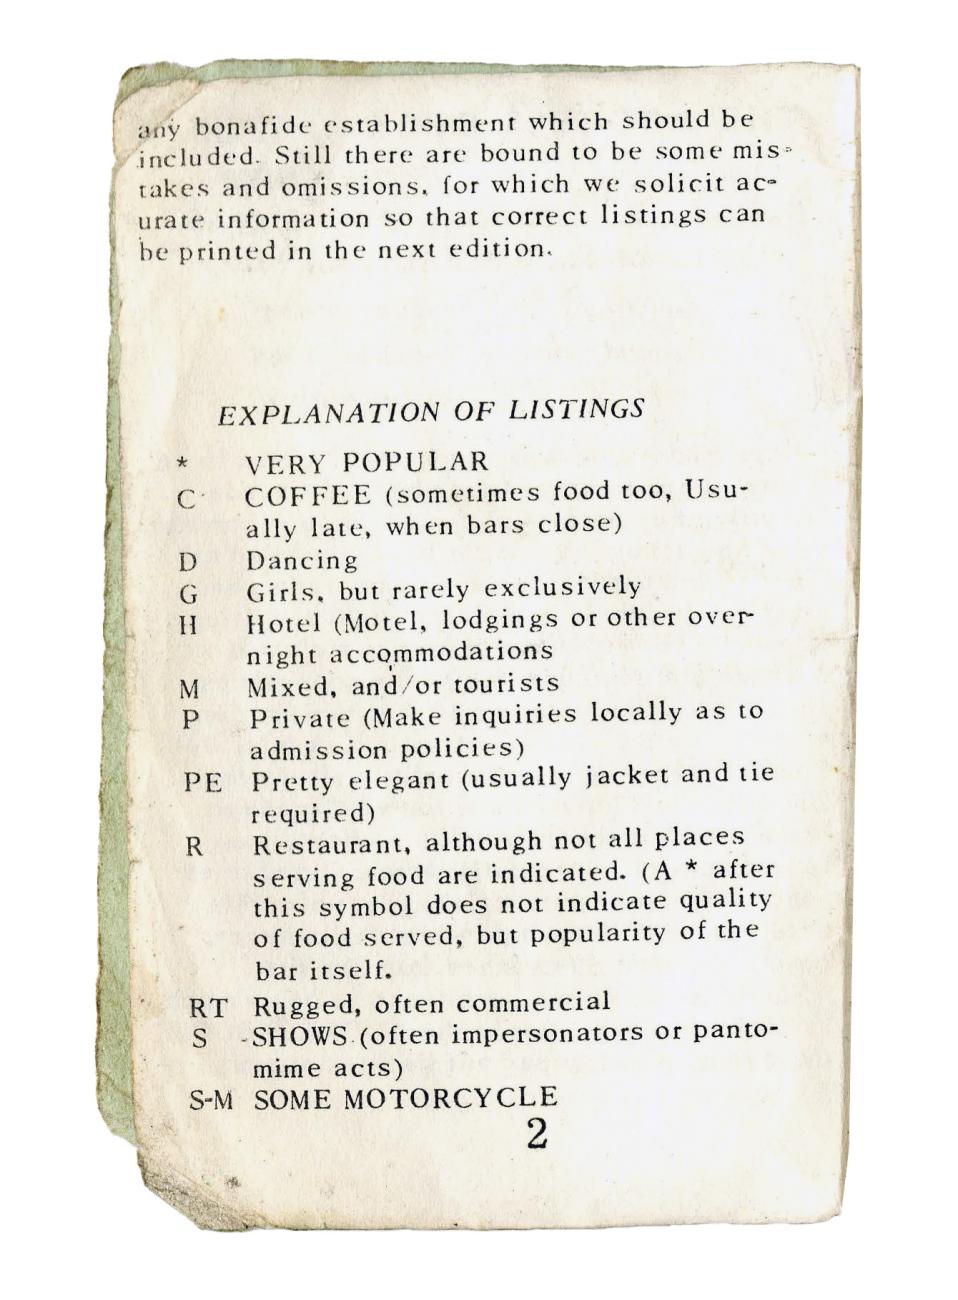 any bonafide establishment which should be
included. Still there are bound to be some mis-
takes and omissions, for which we solicit ac-
urate information so that correct listings can
be printed in the next edition.
EXPLANATION OF LISTINGS
* VERY POPULAR
C COFFEE (sometimes food too, Usu-
ally late, when bars close)
D Dancing
G Girls, but rarely exclusively
H Hotel (Motel, lodgings or other over-
night accommodations
M Mixed, and/or tourists
P Private (Make inquiries locally as to
admission policies)
PE Pretty elegant (usually jacket and tie
required)
R Restaurant, although not all places
serving food are indicated. (A * after
this symbol does not indicate quality
of food served, but popularity of the
bar itself.
RT Rugged, often commercial
S -SHOWS (often impersonators or panto-
mime acts)
S-M SOME MOTORCYCLE
2